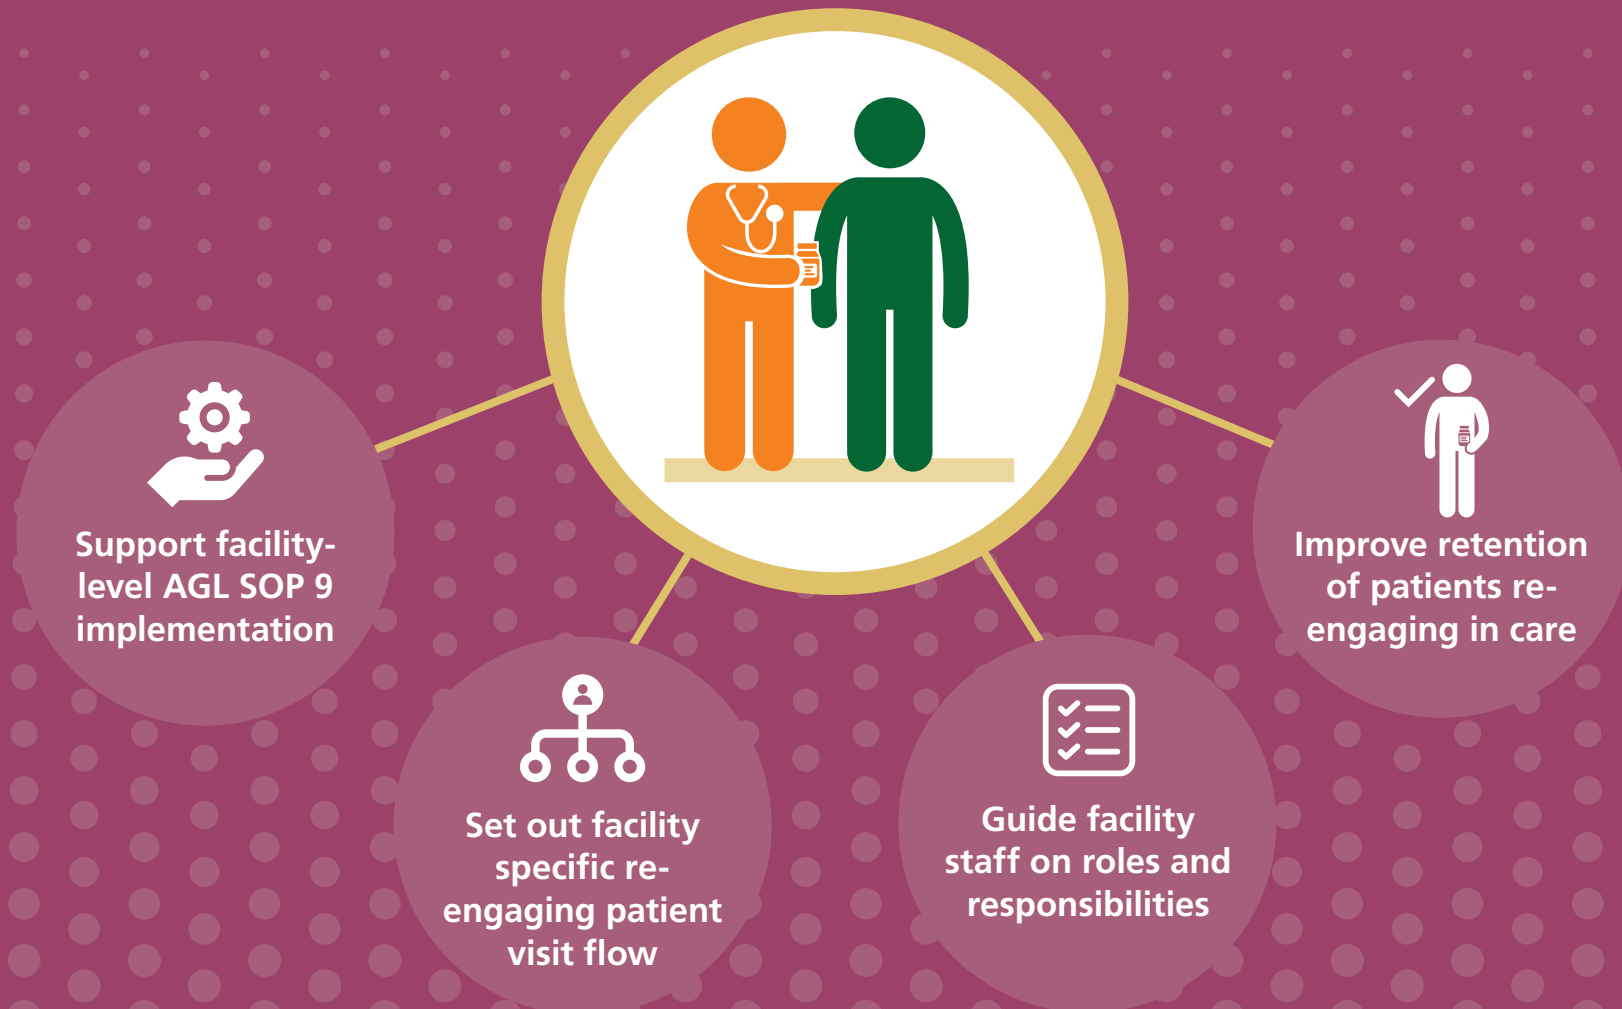 Support facility-
level AGL SOP 9
implementation
Set out facility
specific re-
engaging patient
visit flow
Guide facility
staff on roles and
responsibilities
Improve retention
of patients re-
engaging in care